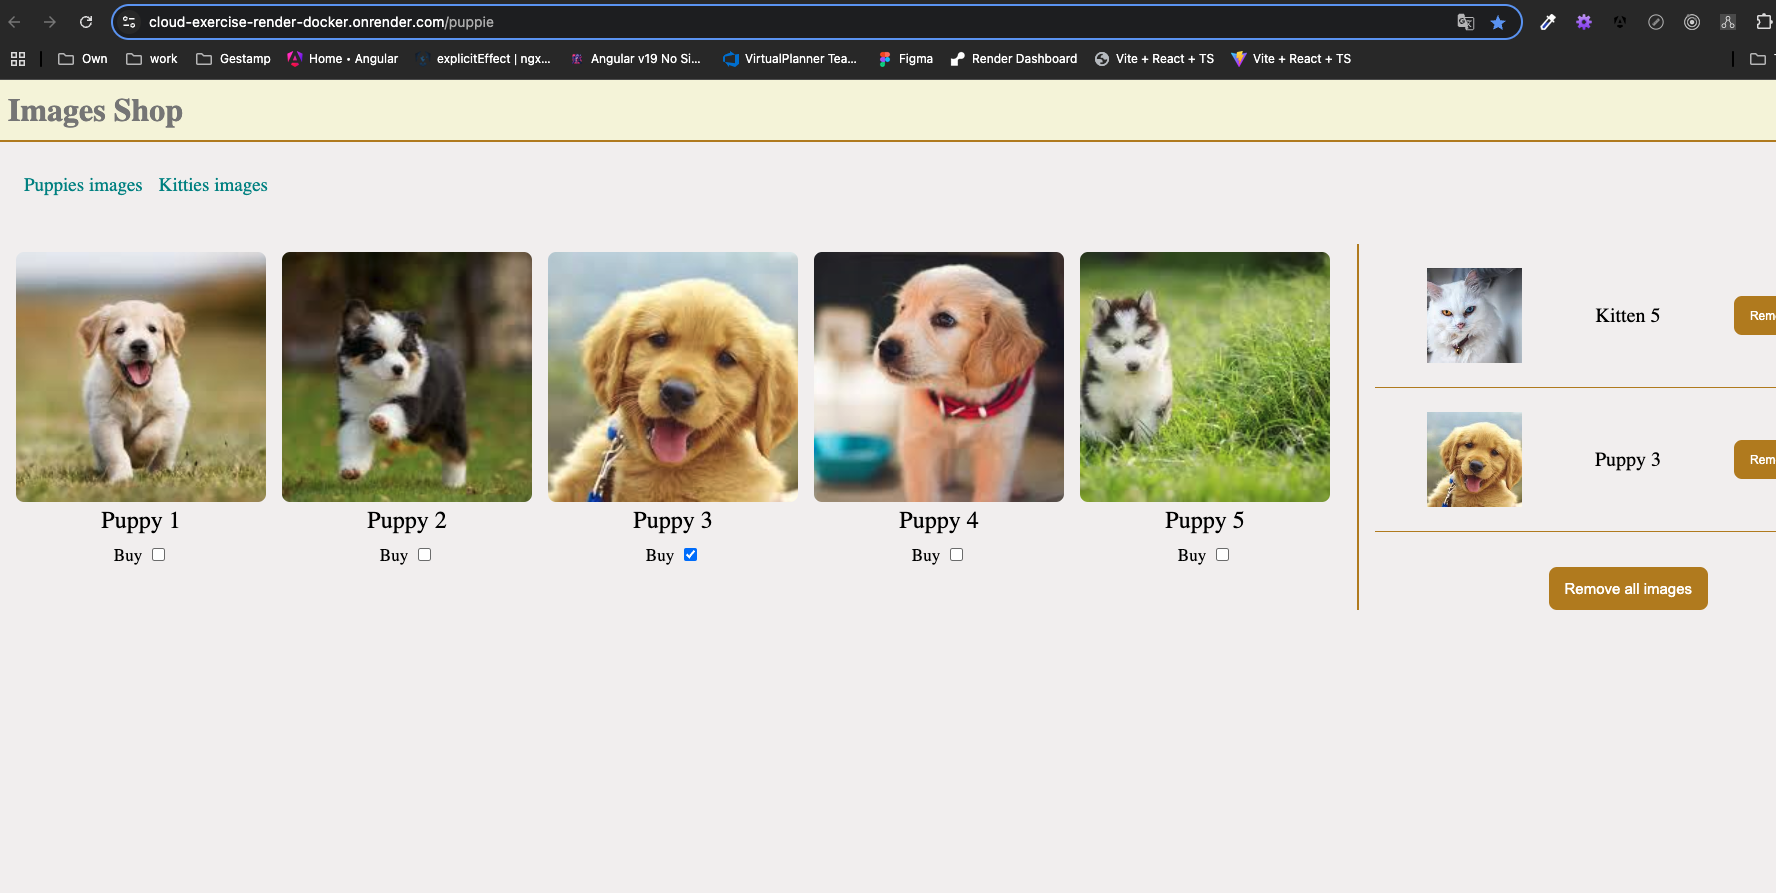 cloud-exercise-render-docker.onrender.com/puppie
Own work Gestamp Home • Angular explicitEffect | ngx... Angular v19 No Si... VirtualPlanner Tea... Figma Render Dashboard Vite + React + TS Vite + React + TS
Images Shop
Puppies images Kitties images
Puppy 1
Buy
Puppy 2
Buy
Puppy 3
Buy
Puppy 4
Buy
Puppy 5
Buy
Kitten 5
Rem
Puppy 3
Rem
Remove all images